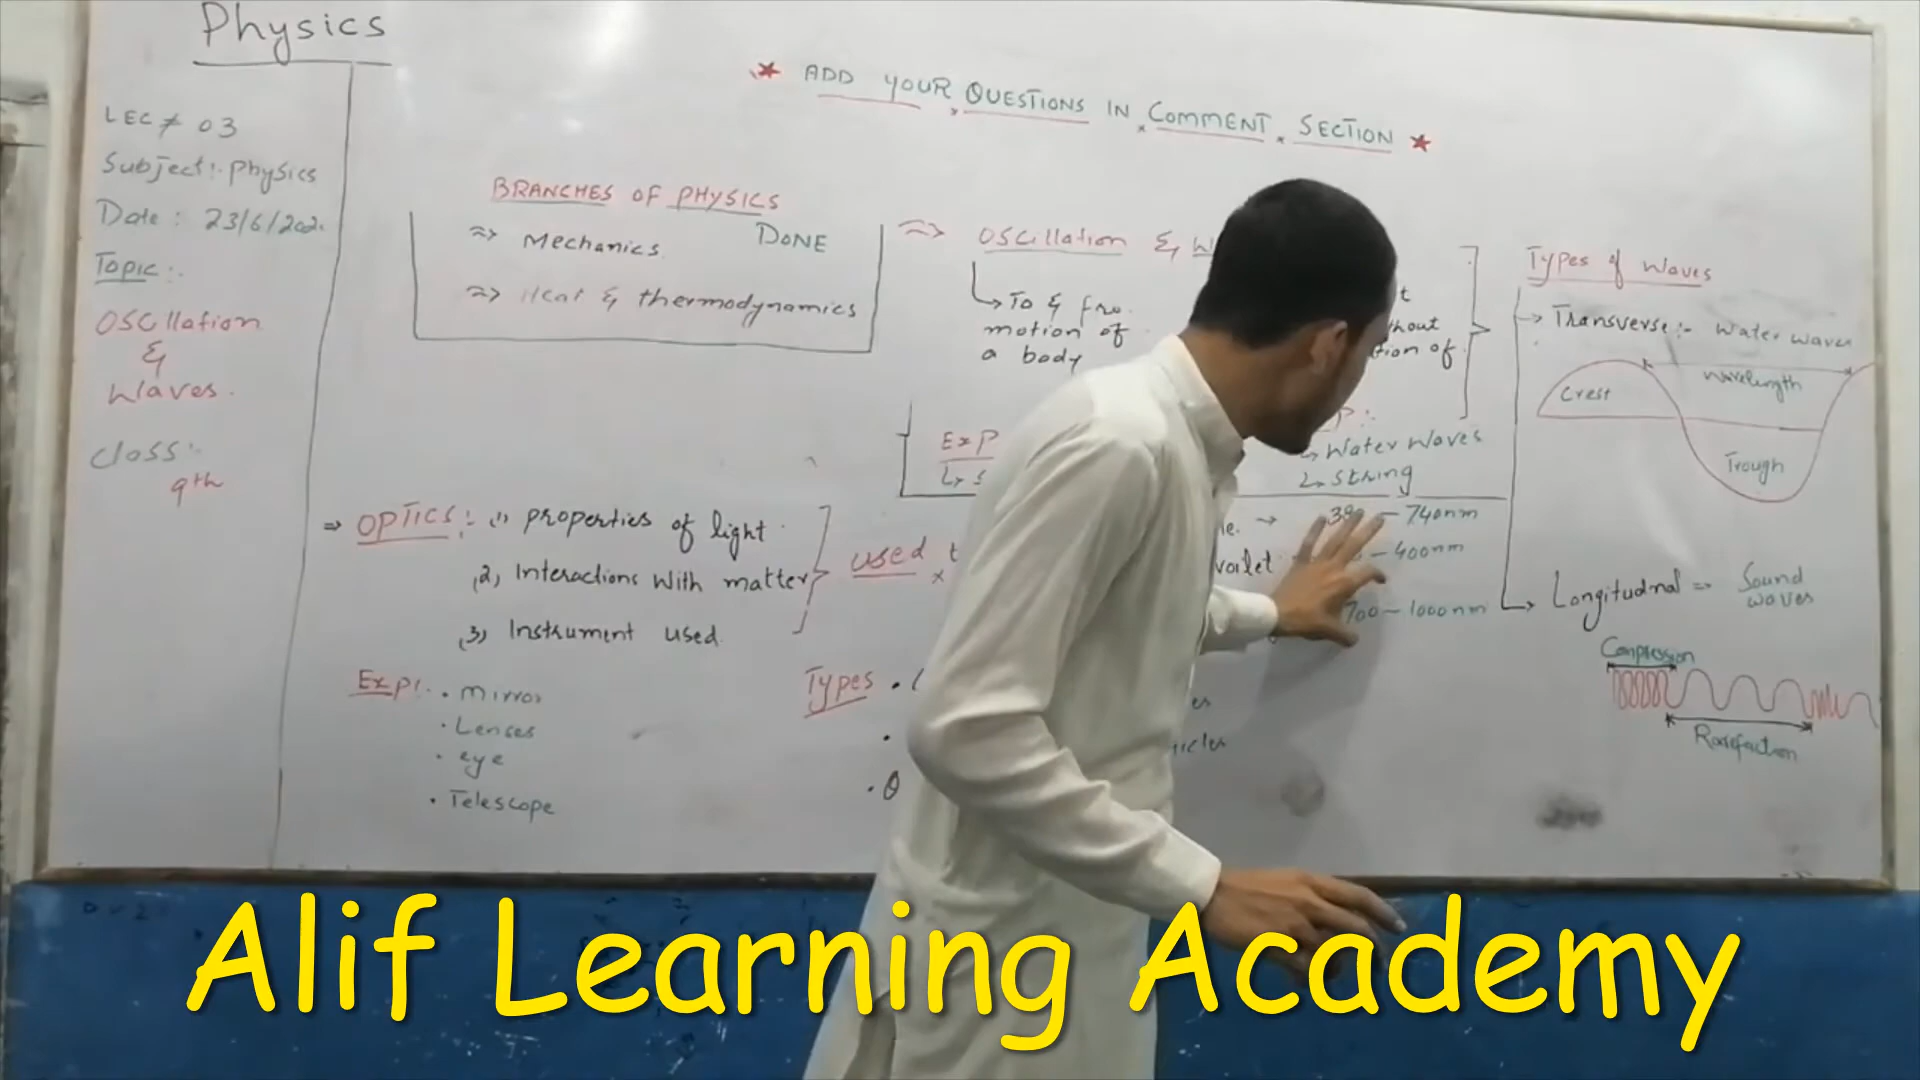 Physics
LEC # 03
Subject:- Physics
Date: 23/6/202
Topic:-
Oscillation
&
Waves.
Class:-
9th
★ ADD YOUR QUESTIONS IN COMMENT SECTION ★
BRANCHES OF PHYSICS
⇒ Mechanics DONE
⇒ Heat & thermodynamics
⇒ Oscillation &
↳ To & fro
motion of
a body
Exp
Water Waves
String
⇒ OPTICS: (1) properties of light
(2) Interactions with matter
(3) Instrument used
used
→ 740nm
400nm
700 – 1000nm
Expl. • Mirror
• Lenses
• eye
• Telescope
Types •
Types of Waves
→ Transverse:- Water waves
Crest
Wavelength
Trough
↳ Longitudnal ⇒ Sound
waves
Compression
Rarefaction
Alif Learning Academy